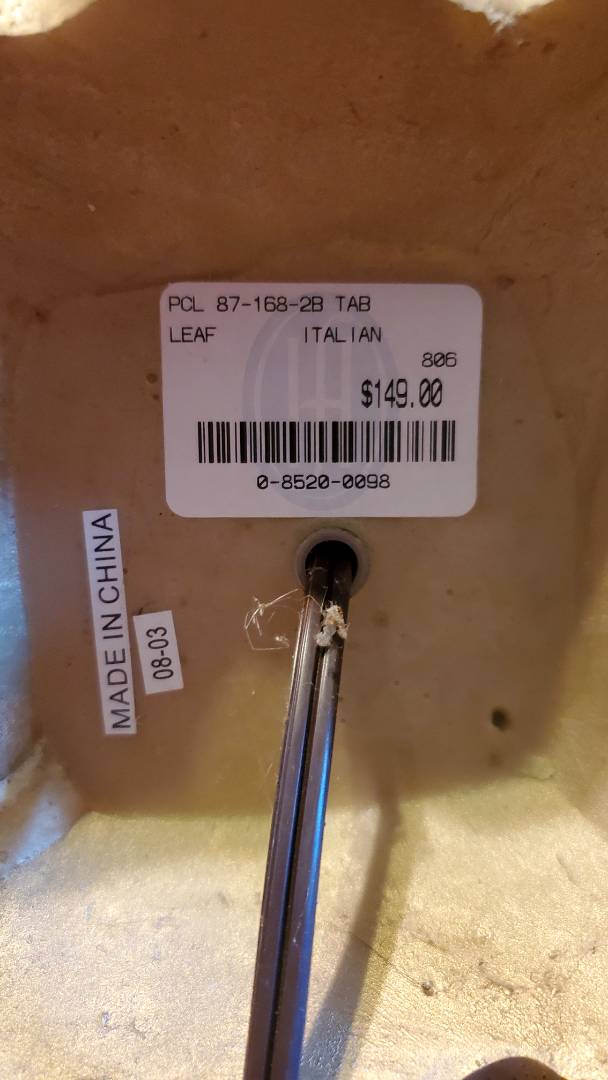 PCL 87-168-2B TAB
LEAF ITALIAN
806
$149.00
0-8520-0098
MADE IN CHINA
08-03